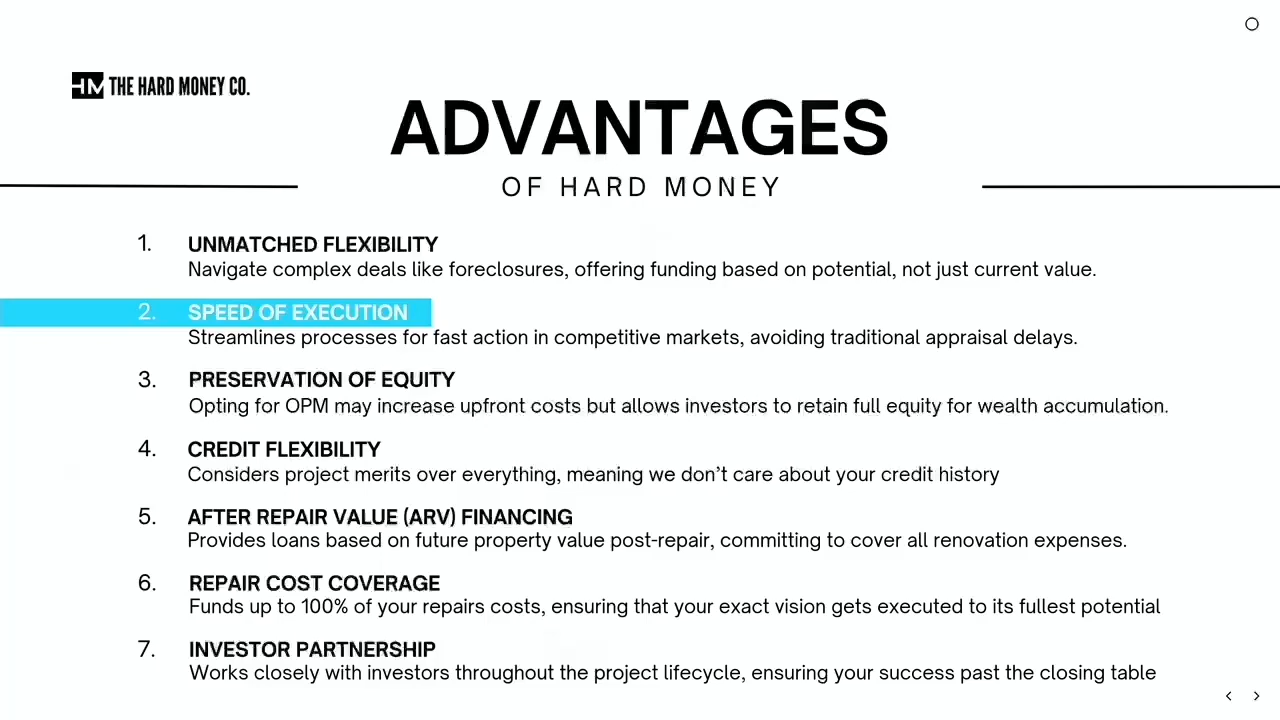 HM THE HARD MONEY CO.
ADVANTAGES
OF HARD MONEY
1. UNMATCHED FLEXIBILITY
Navigate complex deals like foreclosures, offering funding based on potential, not just current value.
2. SPEED OF EXECUTION
Streamlines processes for fast action in competitive markets, avoiding traditional appraisal delays.
3. PRESERVATION OF EQUITY
Opting for OPM may increase upfront costs but allows investors to retain full equity for wealth accumulation.
4. CREDIT FLEXIBILITY
Considers project merits over everything, meaning we don't care about your credit history
5. AFTER REPAIR VALUE (ARV) FINANCING
Provides loans based on future property value post-repair, committing to cover all renovation expenses.
6. REPAIR COST COVERAGE
Funds up to 100% of your repairs costs, ensuring that your exact vision gets executed to its fullest potential
7. INVESTOR PARTNERSHIP
Works closely with investors throughout the project lifecycle, ensuring your success past the closing table